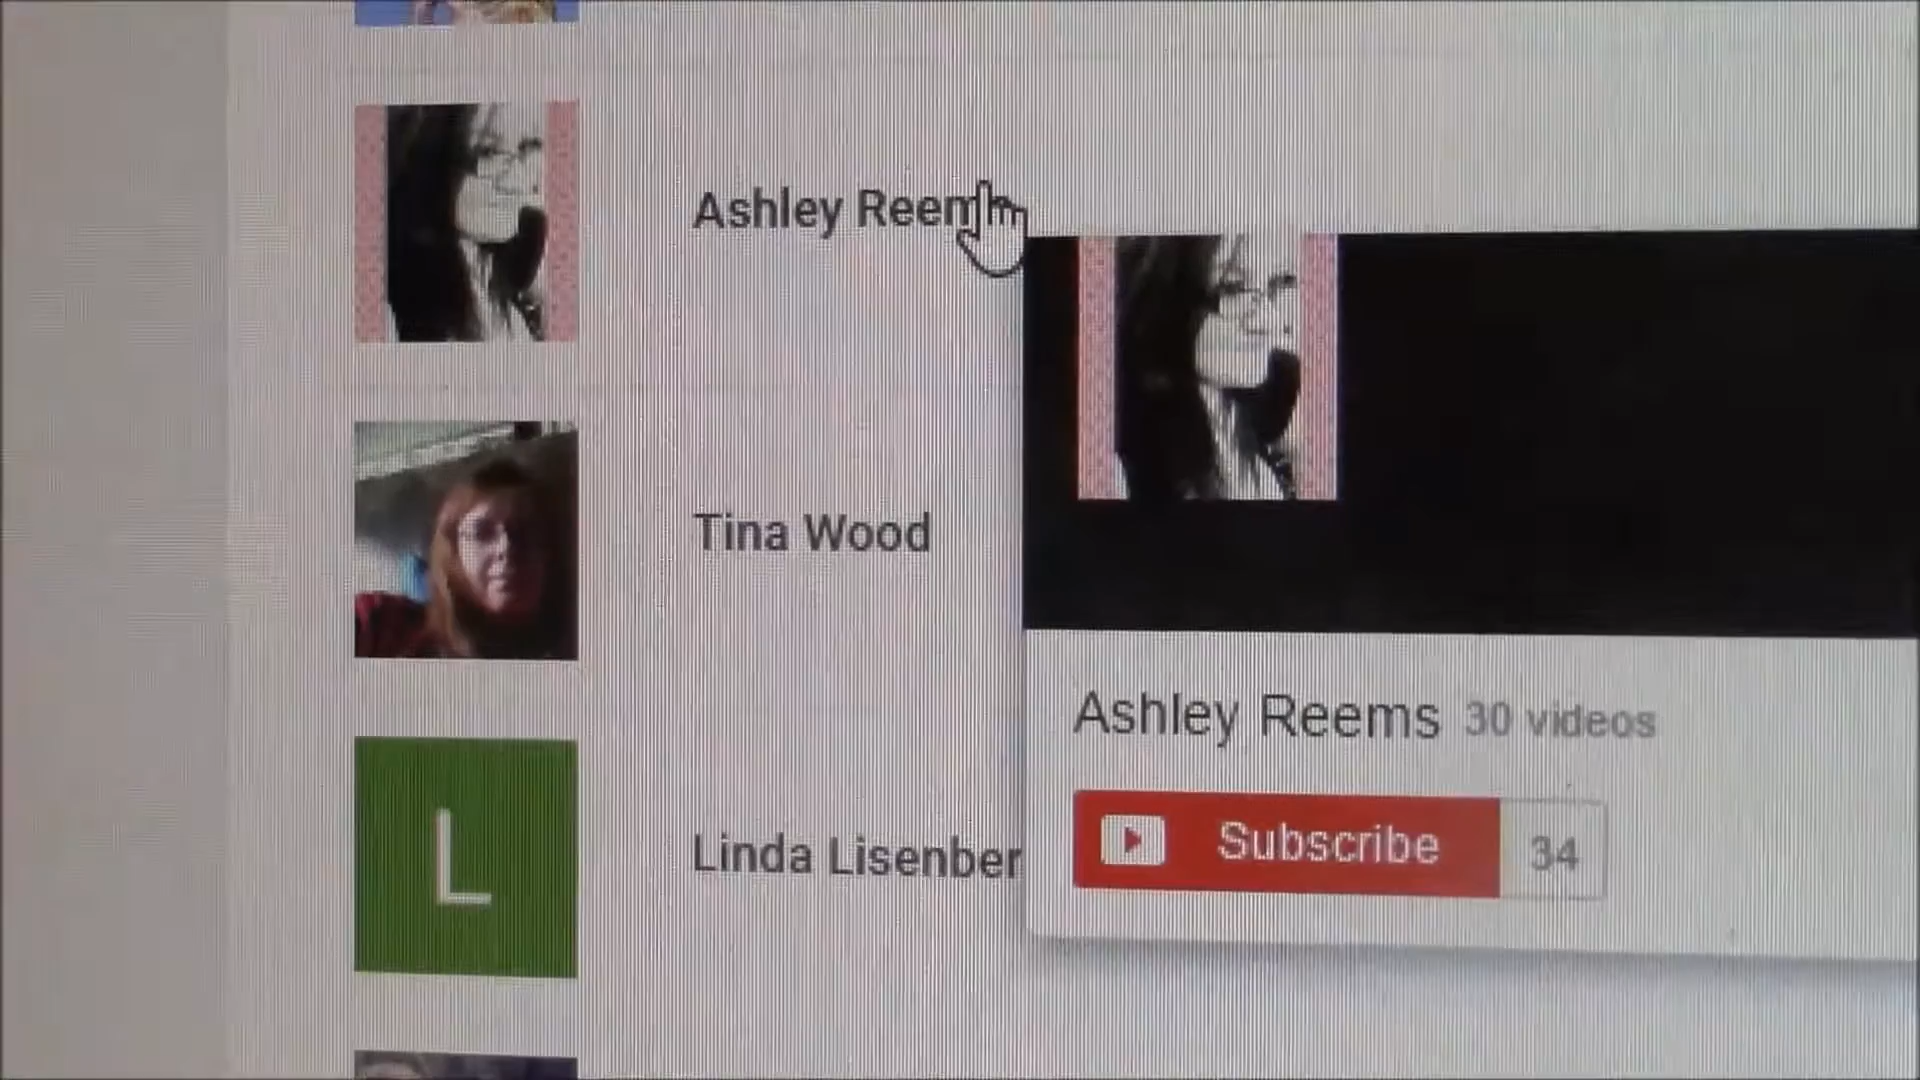 Ashley Reem
Tina Wood
L
Linda Lisenber
Ashley Reems 30 videos
Subscribe 34